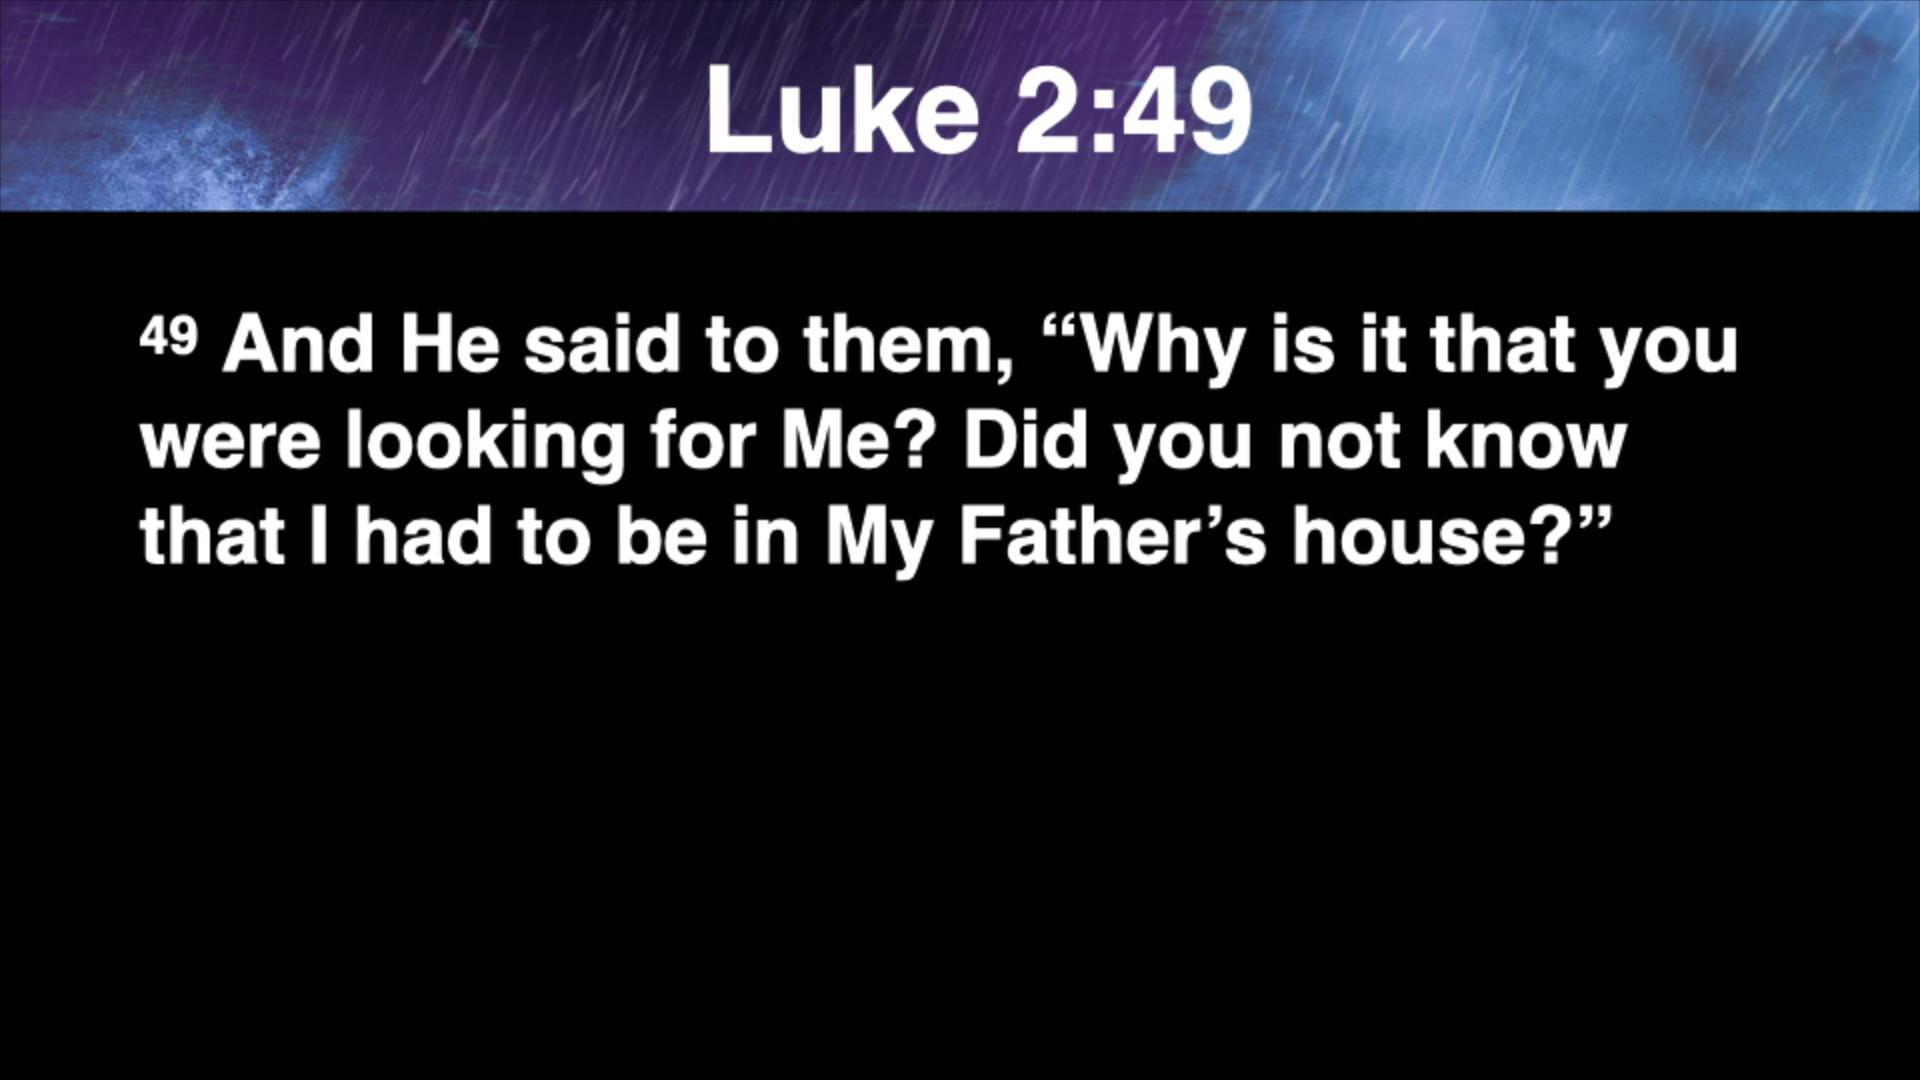 Luke 2:49
49 And He said to them, “Why is it that you
were looking for Me? Did you not know
that I had to be in My Father’s house?”